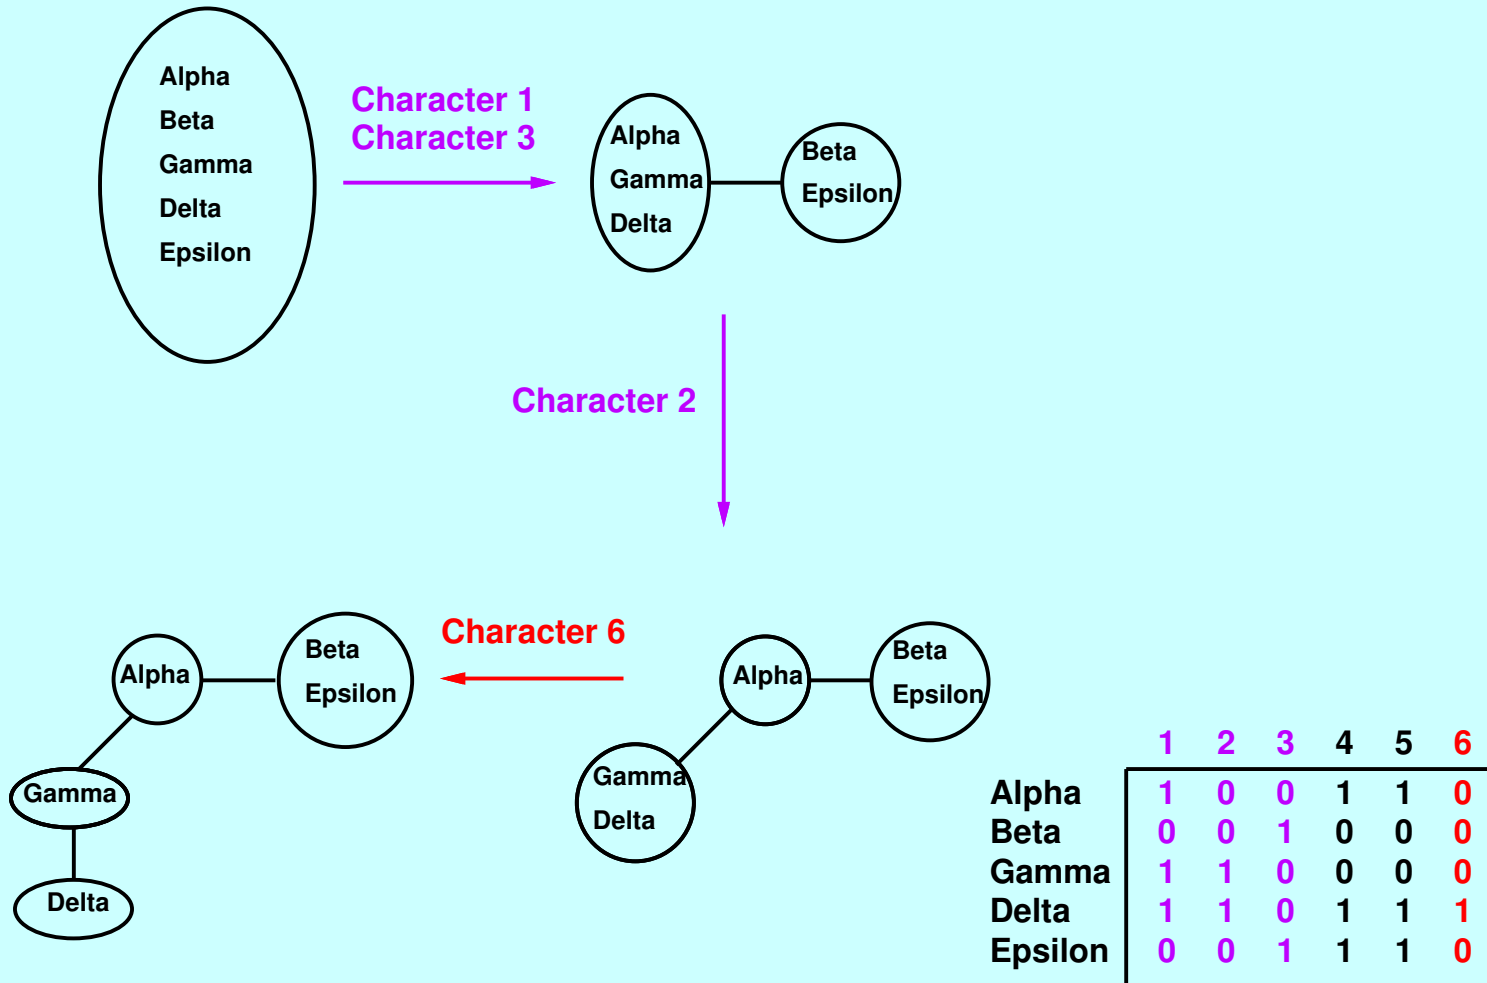 Alpha
Beta
Gamma
Delta
Epsilon
Character 1
Character 3
Alpha
Gamma
Delta
Beta
Epsilon
Character 2
Alpha
Beta
Epsilon
Gamma
Delta
Character 6
Alpha
Beta
Epsilon
Gamma
Delta
1 2 3 4 5 6
Alpha 1 0 0 1 1 0
Beta 0 0 1 0 0 0
Gamma 1 1 0 0 0 0
Delta 1 1 0 1 1 1
Epsilon 0 0 1 1 1 0